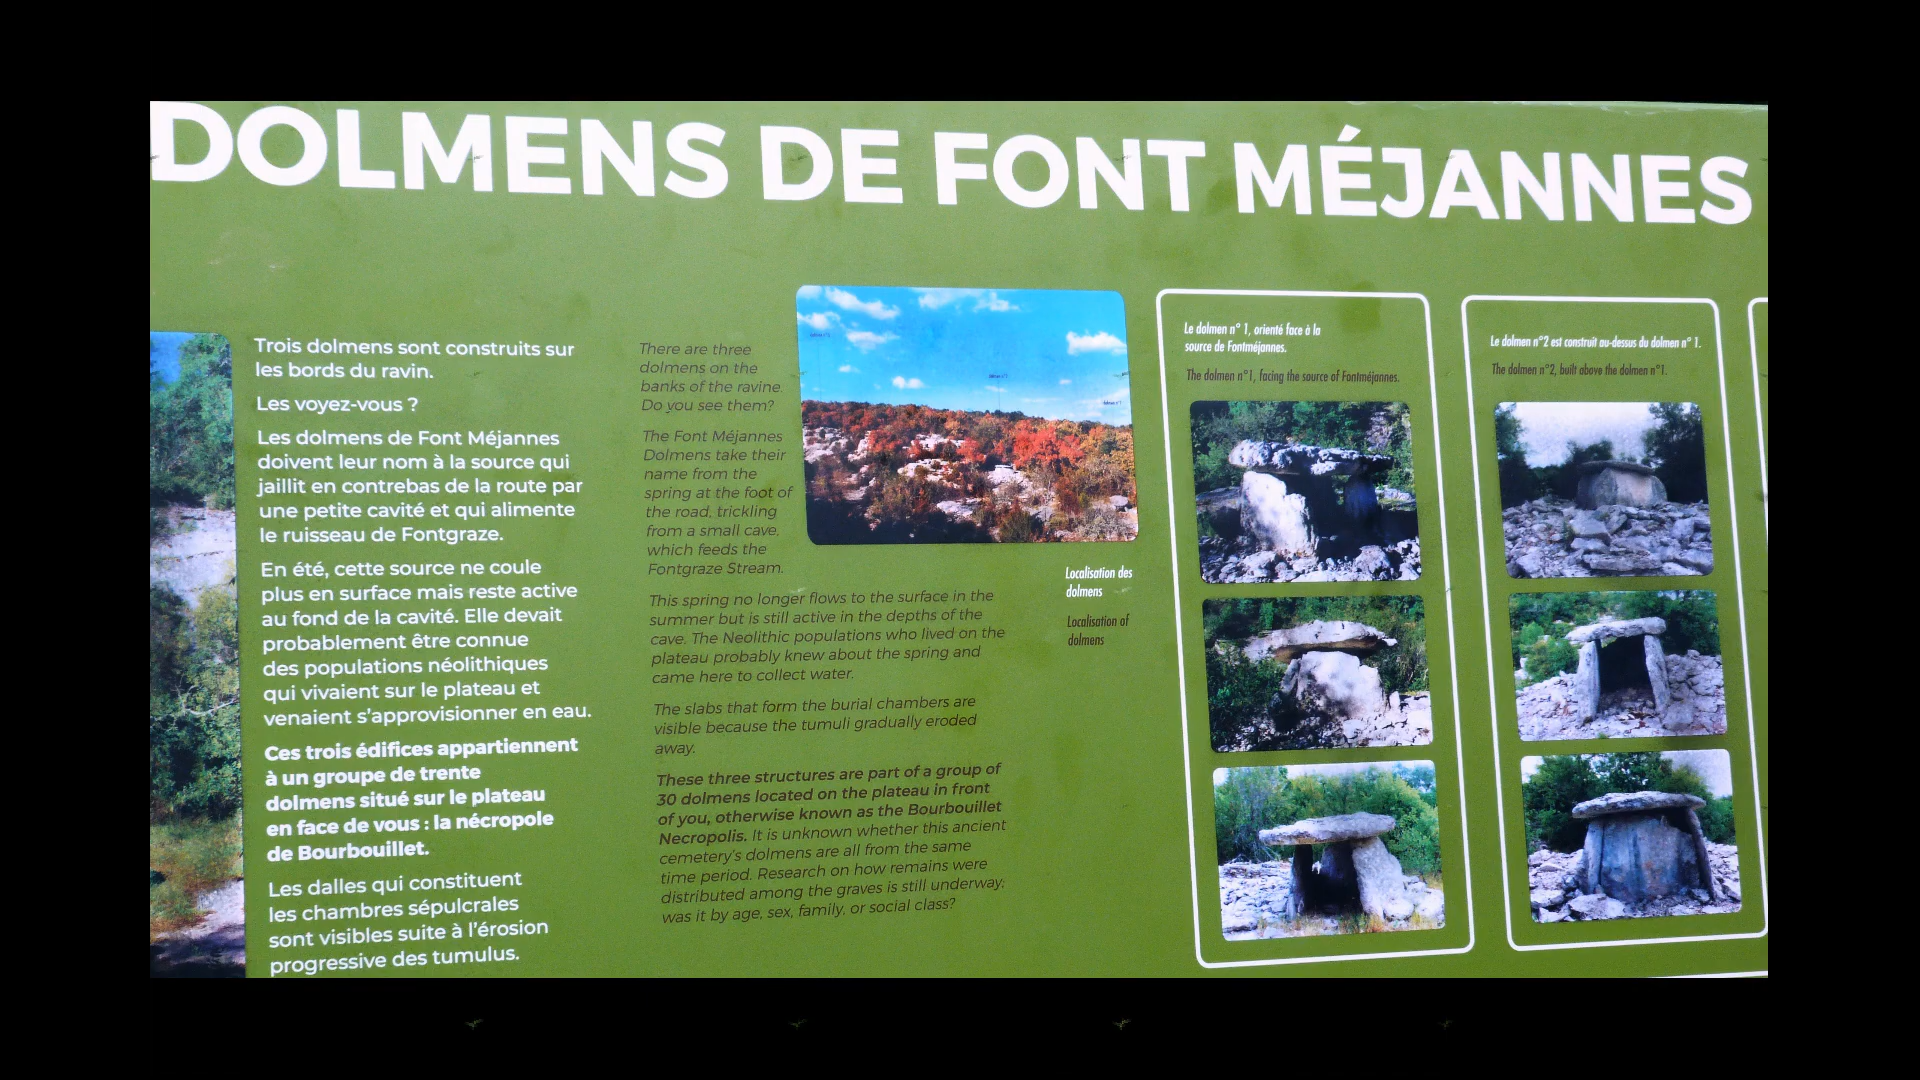 DOLMENS DE FONT MÉJANNES
Trois dolmens sont construits sur
les bords du ravin.
Les voyez-vous ?
Les dolmens de Font Méjannes
doivent leur nom à la source qui
jaillit en contrebas de la route par
une petite cavité et qui alimente
le ruisseau de Fontgraze.
En été, cette source ne coule
plus en surface mais reste active
au fond de la cavité. Elle devait
probablement être connue
des populations néolithiques
qui vivaient sur le plateau et
venaient s'approvisionner en eau.
Ces trois édifices appartiennent
à un groupe de trente
dolmens situé sur le plateau
en face de vous : la nécropole
de Bourbouillet.
Les dalles qui constituent
les chambres sépulcrales
sont visibles suite à l'érosion
progressive des tumulus.
There are three
dolmens on the
banks of the ravine.
Do you see them?
The Font Méjannes
Dolmens take their
name from the
spring at the foot of
the road, trickling
from a small cave,
which feeds the
Fontgraze Stream.
This spring no longer flows to the surface in the
summer but is still active in the depths of the
cave. The Neolithic populations who lived on the
plateau probably knew about the spring and
came here to collect water.
The slabs that form the burial chambers are
visible because the tumuli gradually eroded
away.
These three structures are part of a group of
30 dolmens located on the plateau in front
of you, otherwise known as the Bourbouillet
Necropolis. It is unknown whether this ancient
cemetery's dolmens are all from the same
time period. Research on how remains were
distributed among the graves is still underway;
was it by age, sex, family, or social class?
Localisation des
dolmens
Localisation of
dolmens
Le dolmen n° 1, orienté face à la
source de Fontméjannes.
The dolmen n°1, facing the source of Fontméjannes.
Le dolmen n°2 est construit au-dessus du dolmen n° 1.
The dolmen n°2, built above the dolmen n°1.